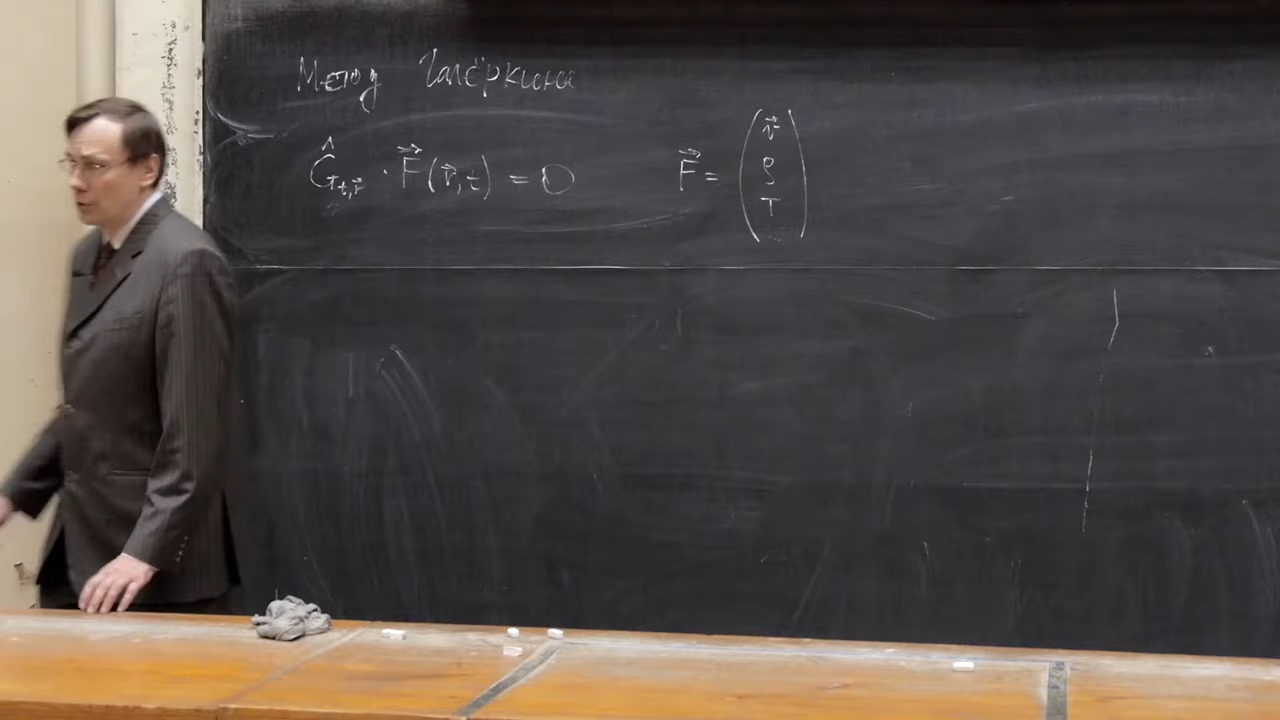 Метод Галёркина
Ĝ_{t,r⃗} · F⃗(r⃗,t) = 0
F⃗ = (v⃗
ρ
T
...)